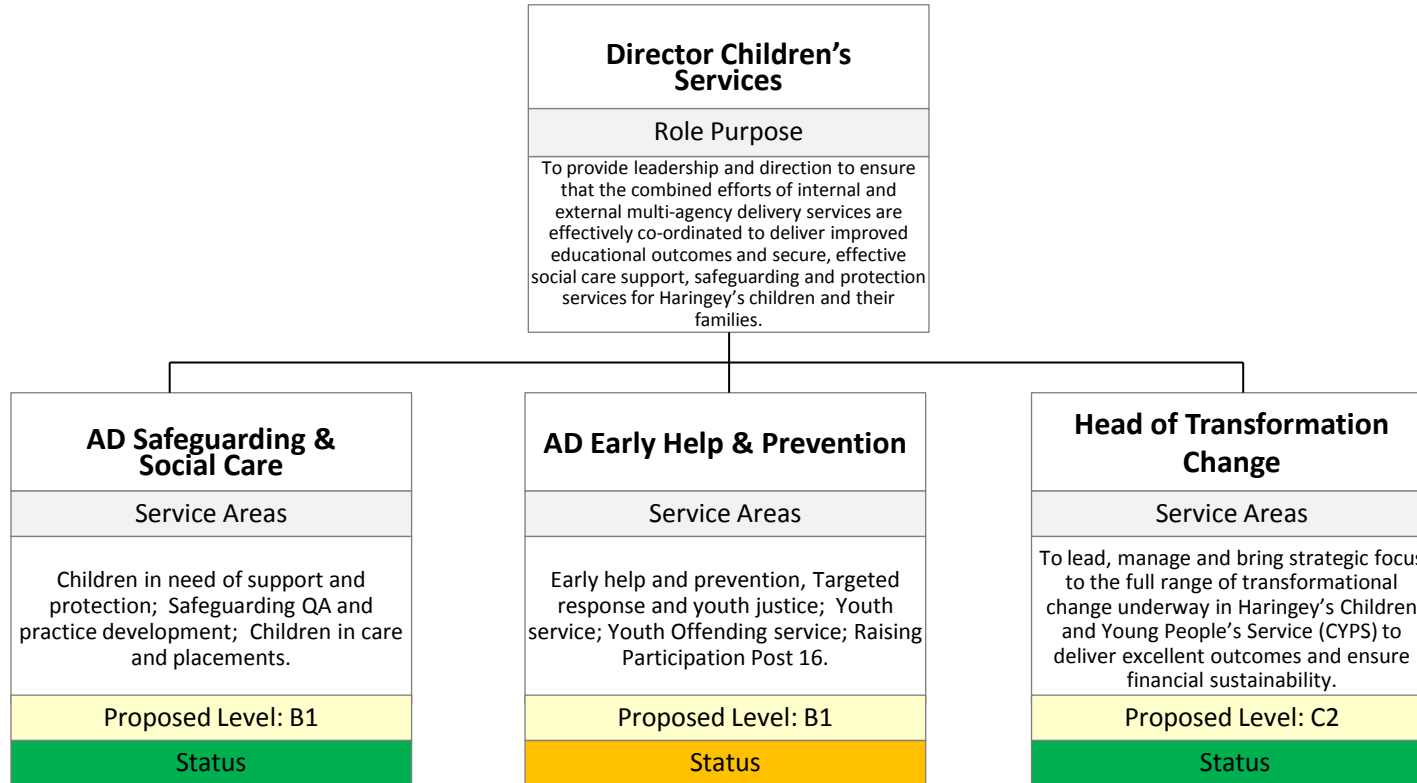 Director Children's
Services
Role Purpose
To provide leadership and direction to ensure
that the combined efforts of internal and
external multi-agency delivery services are
effectively co-ordinated to deliver improved
educational outcomes and secure, effective
social care support, safeguarding and protection
services for Haringey's children and their
families.
AD Safeguarding &
Social Care
Service Areas
Children in need of support and
protection; Safeguarding QA and
practice development; Children in care
and placements.
Proposed Level: B1
Status
AD Early Help & Prevention
Service Areas
Early help and prevention, Targeted
response and youth justice; Youth
service; Youth Offending service; Raising
Participation Post 16.
Proposed Level: B1
Status
Head of Transformation
Change
Service Areas
To lead, manage and bring strategic focus
to the full range of transformational
change underway in Haringey's Children
and Young People's Service (CYPS) to
deliver excellent outcomes and ensure
financial sustainability.
Proposed Level: C2
Status